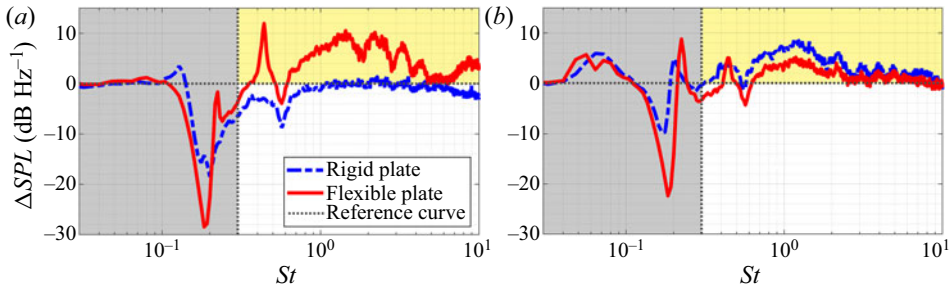 (a)
(b)
ΔSPL (dB Hz⁻¹)
10
0
−10
−20
−30
10⁻¹
10⁰
10¹
St
Rigid plate
Flexible plate
Reference curve
10
0
−10
−20
−30
10⁻¹
10⁰
10¹
St